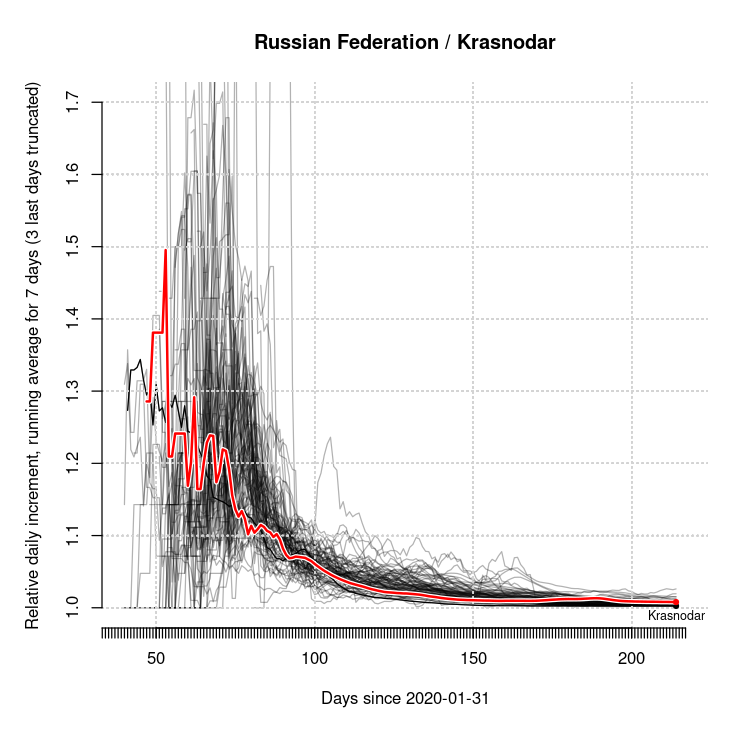 Russian Federation / Krasnodar
Relative daily increment, running average for 7 days (3 last days truncated)
1.7
1.6
1.5
1.4
1.3
1.2
1.1
1.0
Krasnodar
50 100 150 200
Days since 2020-01-31